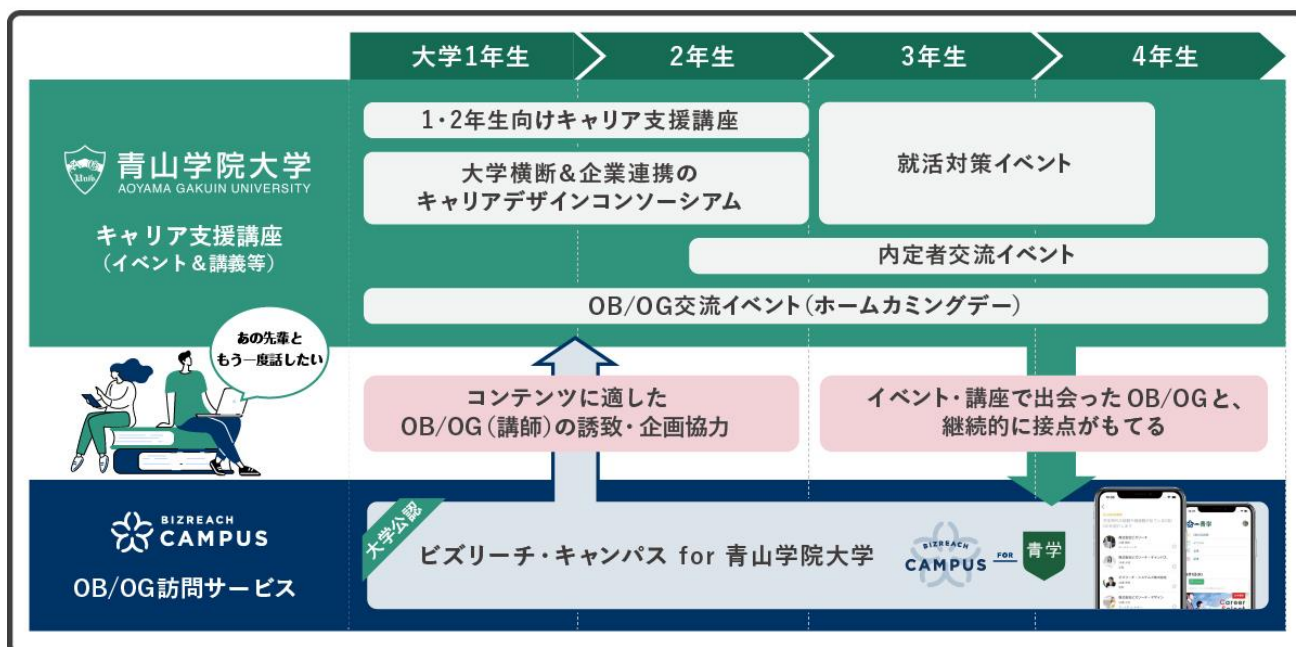 大学1年生
2年生
3年生
4年生
青山学院大学
AOYAMA GAKUIN UNIVERSITY
キャリア支援講座
（イベント&講義等）
1・2年生向けキャリア支援講座
大学横断&企業連携の
キャリアデザインコンソーシアム
就活対策イベント
内定者交流イベント
OB/OG交流イベント（ホームカミングデー）
あの先輩と
もう一度話したい
コンテンツに適した
OB/OG（講師）の誘致・企画協力
イベント・講座で出会ったOB/OGと、
継続的に接点がもてる
BIZREACH
CAMPUS
OB/OG訪問サービス
大学公認
ビズリーチ・キャンパス for 青山学院大学
BIZREACH
CAMPUS
FOR
青学
Career